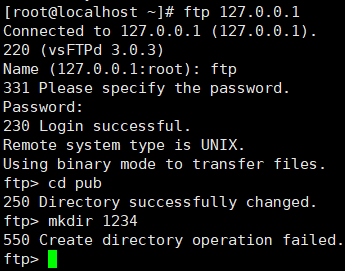 [root@localhost ~]# ftp 127.0.0.1
Connected to 127.0.0.1 (127.0.0.1).
220 (vsFTPd 3.0.3)
Name (127.0.0.1:root): ftp
331 Please specify the password.
Password:
230 Login successful.
Remote system type is UNIX.
Using binary mode to transfer files.
ftp> cd pub
250 Directory successfully changed.
ftp> mkdir 1234
550 Create directory operation failed.
ftp>